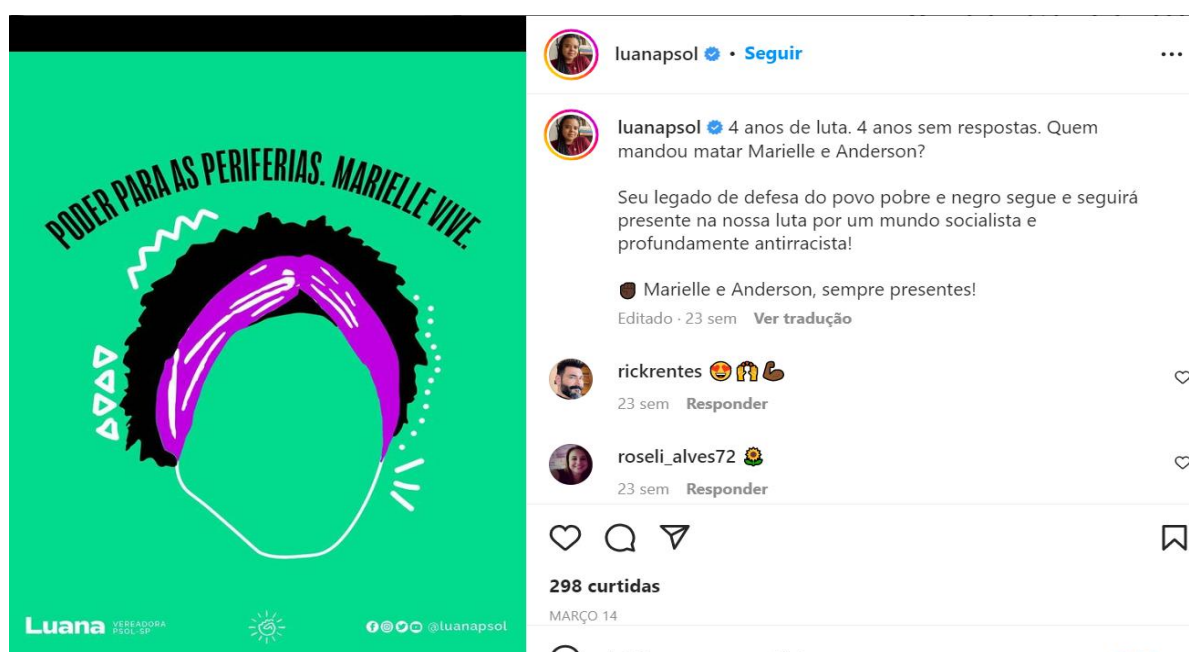 PODER PARA AS PERIFERIAS. MARIELLE VIVE.
Luana VEREADORA
PSOL-SP
@luanapsol
luanapsol • Seguir
luanapsol 4 anos de luta. 4 anos sem respostas. Quem
mandou matar Marielle e Anderson?
Seu legado de defesa do povo pobre e negro segue e seguirá
presente na nossa luta por um mundo socialista e
profundamente antirracista!
✊🏿 Marielle e Anderson, sempre presentes!
Editado · 23 sem Ver tradução
rickrentes 😍🙌💪🏾
23 sem Responder
roseli_alves72 🌻
23 sem Responder
298 curtidas
MARÇO 14